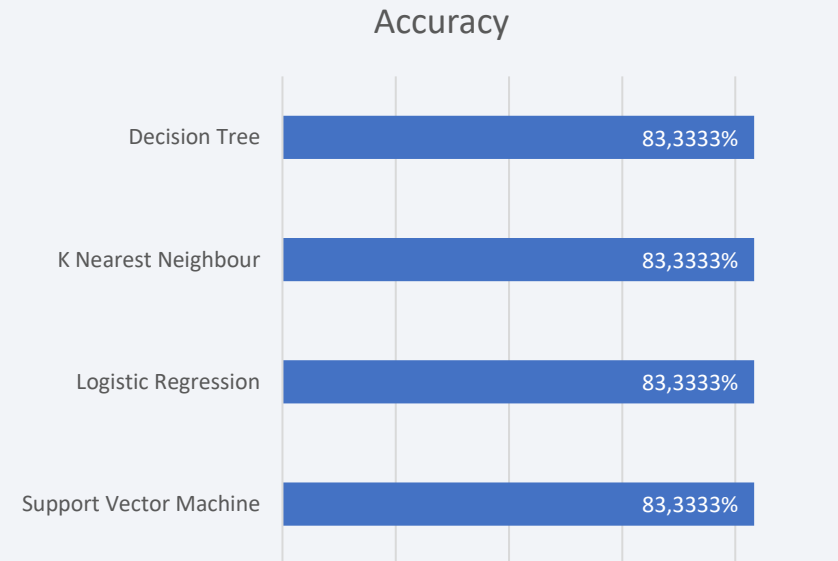 Accuracy
Decision Tree 83,3333%
K Nearest Neighbour 83,3333%
Logistic Regression 83,3333%
Support Vector Machine 83,3333%